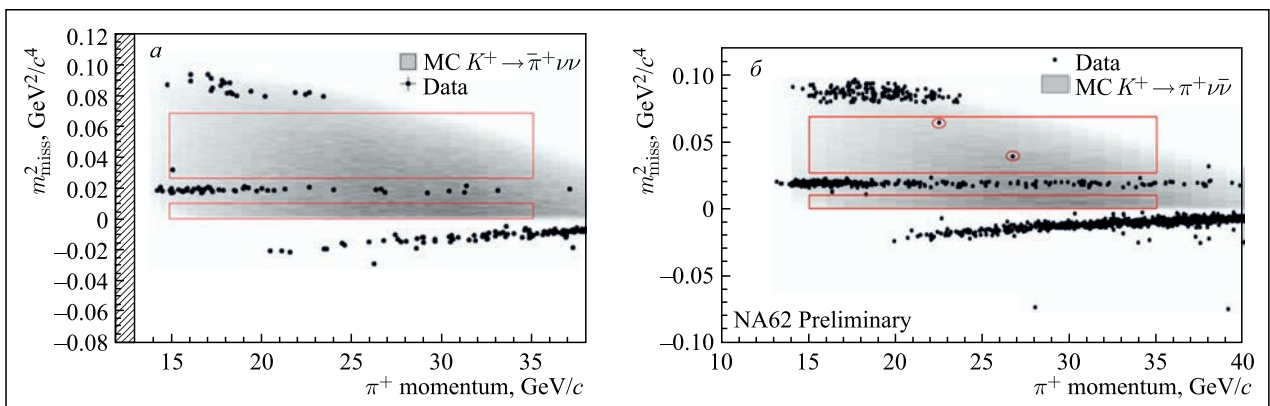 a
m²miss, GeV²/c⁴
0.12
0.10
0.08
0.06
0.04
0.02
0
–0.02
–0.04
–0.06
–0.08
MC K⁺ → π̄⁺νν
Data
15
20
25
30
35
π⁺ momentum, GeV/c
б
m²miss, GeV²/c⁴
0.10
0.05
0
–0.05
–0.10
Data
MC K⁺ → π⁺νν̄
NA62 Preliminary
10
15
20
25
30
35
40
π⁺ momentum, GeV/c